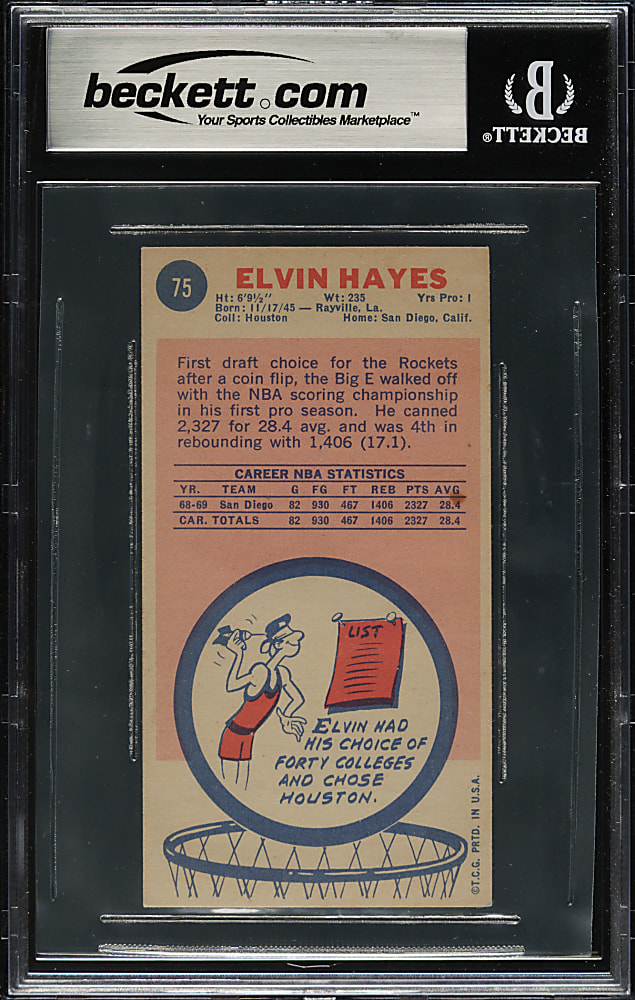 beckett.com
Your Sports Collectibles Marketplace™
B
BECKETT®
75
ELVIN HAYES
Ht: 6'9½" Wt: 235 Yrs Pro: 1
Born: 11/17/45 — Rayville, La.
Coll: Houston Home: San Diego, Calif.
First draft choice for the Rockets
after a coin flip, the Big E walked off
with the NBA scoring championship
in his first pro season. He canned
2,327 for 28.4 avg. and was 4th in
rebounding with 1,406 (17.1).
CAREER NBA STATISTICS
YR. TEAM G FG FT REB PTS AVG
68-69 San Diego 82 930 467 1406 2327 28.4
CAR. TOTALS 82 930 467 1406 2327 28.4
LIST
ELVIN HAD
HIS CHOICE OF
FORTY COLLEGES
AND CHOSE
HOUSTON.
©T.C.G. PRTD. IN U.S.A.